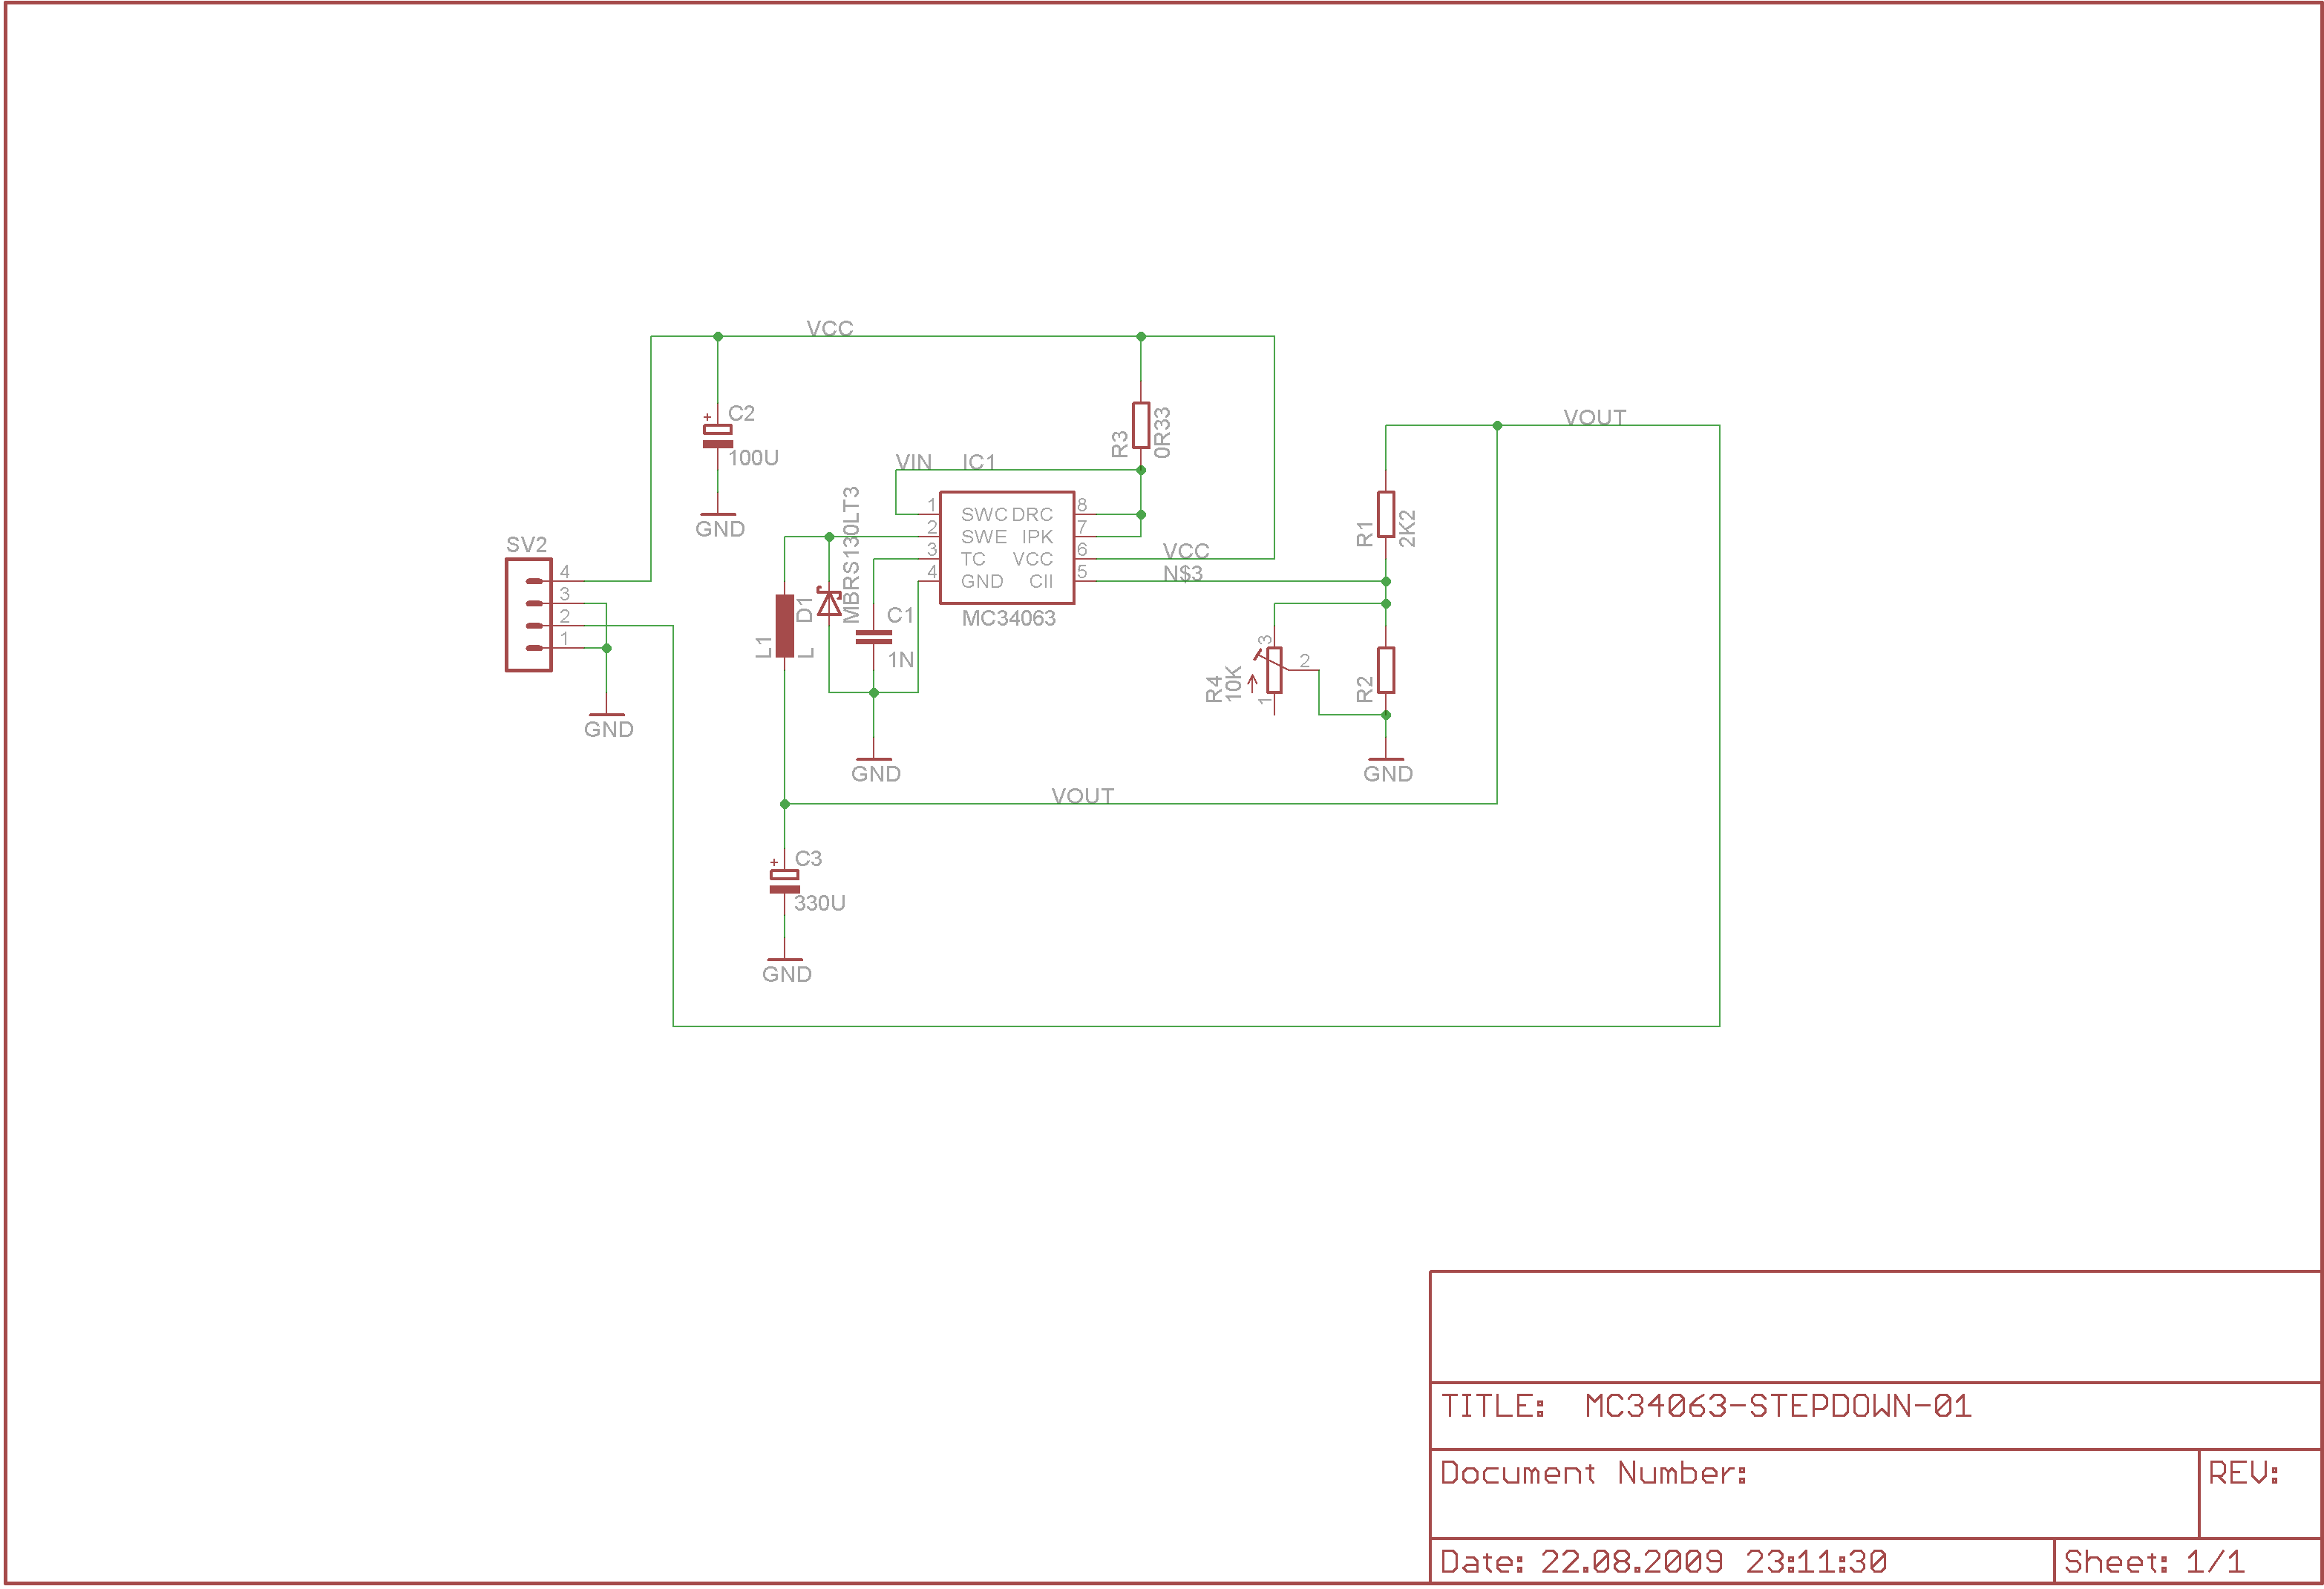 VCC
C2
+
100U
GND
R3
0R33
VOUT
VIN
IC1
1
2
3
4
SWC DRC
SWE IPK
TC VCC
GND CII
8
7
6
5
MC34063
VCC
N$3
R1
2K2
SV2
4
3
2
1
GND
L1
L
D1
MBRS130LT3
C1
1N
GND
R4
10K
3
2
1
R2
GND
VOUT
+
C3
330U
GND
TITLE: MC34063-STEPDOWN-01
Document Number:
REV:
Date: 22.08.2009 23:11:30
Sheet: 1/1